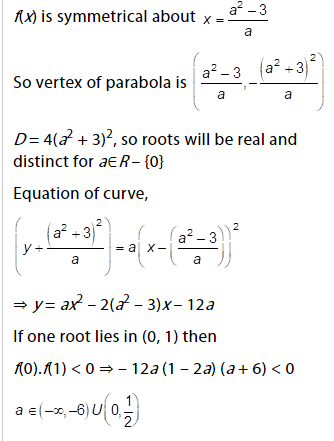 f(x) is symmetrical about x = (a² – 3)/a
So vertex of parabola is ((a² – 3)/a, –(a² + 3)²/a)
D = 4(a² + 3)², so roots will be real and
distinct for a∈R – {0}
Equation of curve,
(y + (a² + 3)²/a) = a(x – ((a² – 3)/a))²
⇒ y = ax² – 2(a² – 3)x – 12a
If one root lies in (0, 1) then
f(0).f(1) < 0 ⇒ – 12a (1 – 2a) (a + 6) < 0
a ∈(–∞, –6) U (0, 1/2)